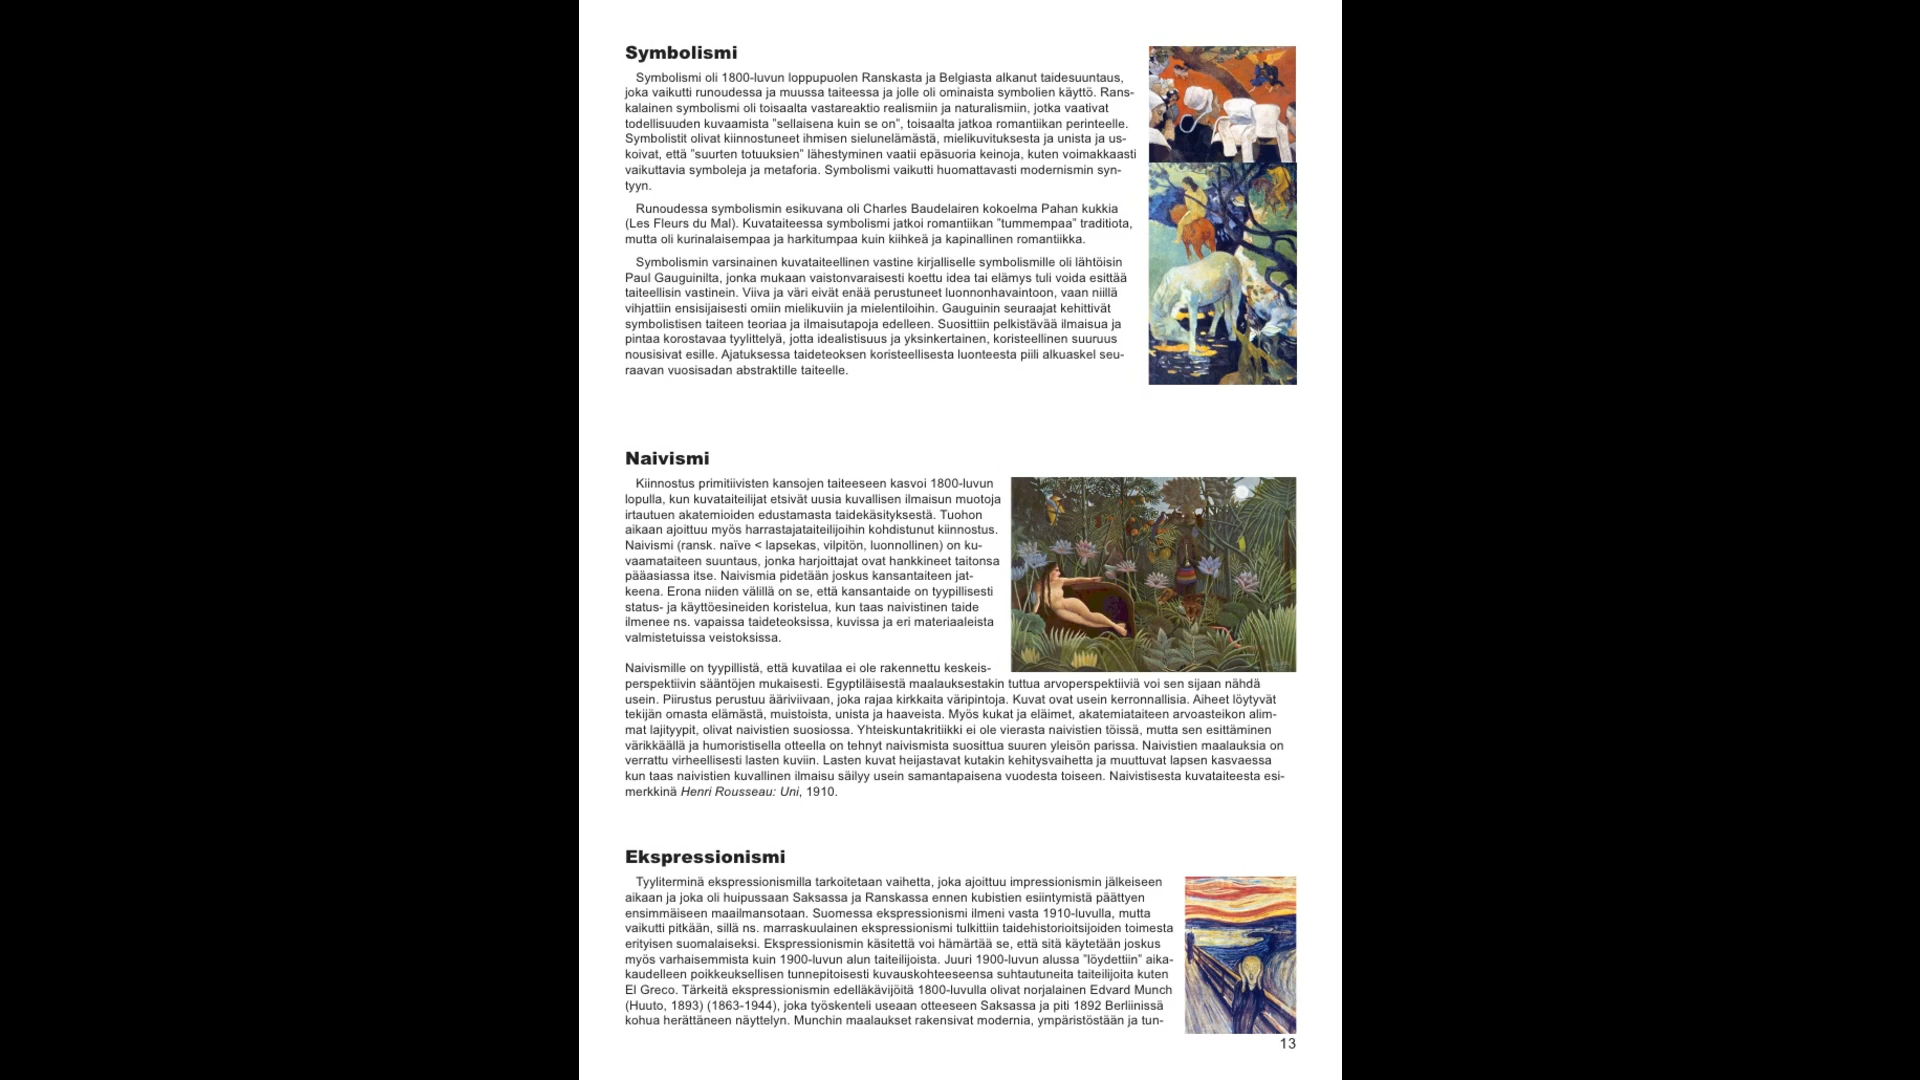 Symbolismi
Symbolismi oli 1800-luvun loppupuolen Ranskasta ja Belgiasta alkanut taidesuuntaus,
joka vaikutti runoudessa ja muussa taiteessa ja jolle oli ominaista symbolien käyttö. Rans-
kalainen symbolismi oli toisaalta vastareaktio realismiin ja naturalismiin, jotka vaativat
todellisuuden kuvaamista ”sellaisena kuin se on”, toisaalta jatkoa romantiikan perinteelle.
Symbolistit olivat kiinnostuneet ihmisen sielunelämästä, mielikuvituksesta ja unista ja us-
koivat, että ”suurten totuuksien” lähestyminen vaatii epäsuoria keinoja, kuten voimakkaasti
vaikuttavia symboleja ja metaforia. Symbolismi vaikutti huomattavasti modernismin syn-
tyyn.
Runoudessa symbolismin esikuvana oli Charles Baudelairen kokoelma Pahan kukkia
(Les Fleurs du Mal). Kuvataiteessa symbolismi jatkoi romantiikan ”tummempaa” traditiota,
mutta oli kurinalaisempaa ja harkitumpaa kuin kiihkeä ja kapinallinen romantiikka.
Symbolismin varsinainen kuvataiteellinen vastine kirjalliselle symbolismille oli lähtöisin
Paul Gauguinilta, jonka mukaan vaistonvaraisesti koettu idea tai elämys tuli voida esittää
taiteellisin vastinein. Viiva ja väri eivät enää perustuneet luonnonhavaintoon, vaan niillä
vihjattiin ensisijaisesti omiin mielikuviin ja mielentiloihin. Gauguinin seuraajat kehittivät
symbolistisen taiteen teoriaa ja ilmaisutapoja edelleen. Suosittiin pelkistävää ilmaisua ja
pintaa korostavaa tyylittelyä, jotta idealistisuus ja yksinkertainen, koristeellinen suuruus
nousisivat esille. Ajatuksessa taideteoksen koristeellisesta luonteesta piili alkuaskel seu-
raavan vuosisadan abstraktille taiteelle.
Naivismi
Kiinnostus primitiivisten kansojen taiteeseen kasvoi 1800-luvun
lopulla, kun kuvataiteilijat etsivät uusia kuvallisen ilmaisun muotoja
irtautuen akatemioiden edustamasta taidekäsityksestä. Tuohon
aikaan ajoittuu myös harrastajataiteilijoihin kohdistunut kiinnostus.
Naivismi (ransk. naïve < lapsekas, vilpitön, luonnollinen) on ku-
vaamataiteen suuntaus, jonka harjoittajat ovat hankkineet taitonsa
pääasiassa itse. Naivismia pidetään joskus kansantaiteen jat-
keena. Erona niiden välillä on se, että kansantaide on tyypillisesti
status- ja käyttöesineiden koristelua, kun taas naivistinen taide
ilmenee ns. vapaissa taideteoksissa, kuvissa ja eri materiaaleista
valmistetuissa veistoksissa.
Naivismille on tyypillistä, että kuvatilaa ei ole rakennettu keskeis-
perspektiivin sääntöjen mukaisesti. Egyptiläisestä maalauksestakin tuttua arvoperspektiiviä voi sen sijaan nähdä
usein. Piirustus perustuu ääriviivaan, joka rajaa kirkkaita väripintoja. Kuvat ovat usein kerronnallisia. Aiheet löytyvät
tekijän omasta elämästä, muistoista, unista ja haaveista. Myös kukat ja eläimet, akatemiataiteen arvoasteikon alim-
mat lajityypit, olivat naivistien suosiossa. Yhteiskuntakritiikki ei ole vierasta naivistien töissä, mutta sen esittäminen
värikkäällä ja humoristisella otteella on tehnyt naivismista suosittua suuren yleisön parissa. Naivistien maalauksia on
verrattu virheellisesti lasten kuviin. Lasten kuvat heijastavat kutakin kehitysvaihetta ja muuttuvat lapsen kasvaessa
kun taas naivistien kuvallinen ilmaisu säilyy usein samantapaisena vuodesta toiseen. Naivistisesta kuvataiteesta esi-
merkkinä Henri Rousseau: Uni, 1910.
Ekspressionismi
Tyyliterminä ekspressionismilla tarkoitetaan vaihetta, joka ajoittuu impressionismin jälkeiseen
aikaan ja joka oli huipussaan Saksassa ja Ranskassa ennen kubistien esiintymistä päättyen
ensimmäiseen maailmansotaan. Suomessa ekspressionismi ilmeni vasta 1910-luvulla, mutta
vaikutti pitkään, sillä ns. marraskuulainen ekspressionismi tulkittiin taidehistorioitsijoiden toimesta
erityisen suomalaiseksi. Ekspressionismin käsitettä voi hämärtää se, että sitä käytetään joskus
myös varhaisemmista kuin 1900-luvun alun taiteilijoista. Juuri 1900-luvun alussa ”löydettiin” aika-
kaudelleen poikkeuksellisen tunnepitoisesti kuvauskohteeseensa suhtautuneita taiteilijoita kuten
El Greco. Tärkeitä ekspressionismin edelläkävijöitä 1800-luvulla olivat norjalainen Edvard Munch
(Huuto, 1893) (1863-1944), joka työskenteli useaan otteeseen Saksassa ja piti 1892 Berliinissä
kohua herättäneen näyttelyn. Munchin maalaukset rakensivat modernia, ympäristöstään ja tun-
13